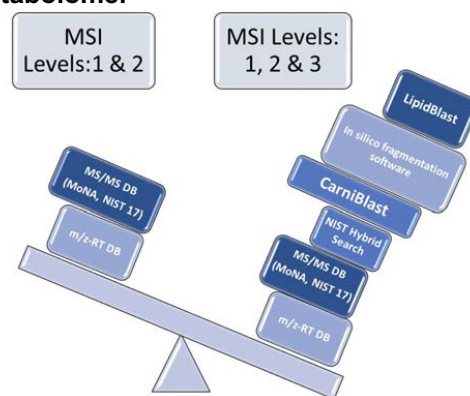 MSI
Levels:1 & 2
MSI Levels:
1, 2 & 3
LipidBlast
In silico fragmentation
software
CarniBlast
NIST Hybrid
Search
MS/MS DB
(MoNA, NIST 17)
m/z-RT DB
MS/MS DB
(MoNA, NIST 17)
m/z-RT DB